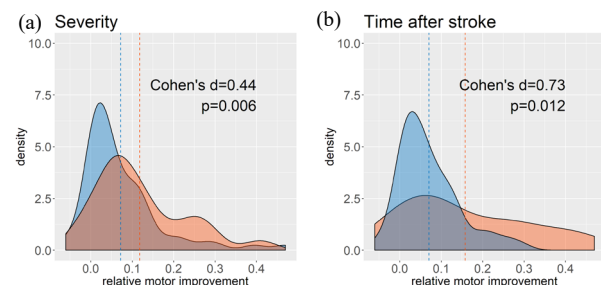 (a) Severity
10.0
7.5
5.0
2.5
0.0
density
Cohen's d=0.44
p=0.006
0.0 0.1 0.2 0.3 0.4
relative motor improvement
(b) Time after stroke
10.0
7.5
5.0
2.5
0.0
density
Cohen's d=0.73
p=0.012
0.0 0.1 0.2 0.3 0.4
relative motor improvement